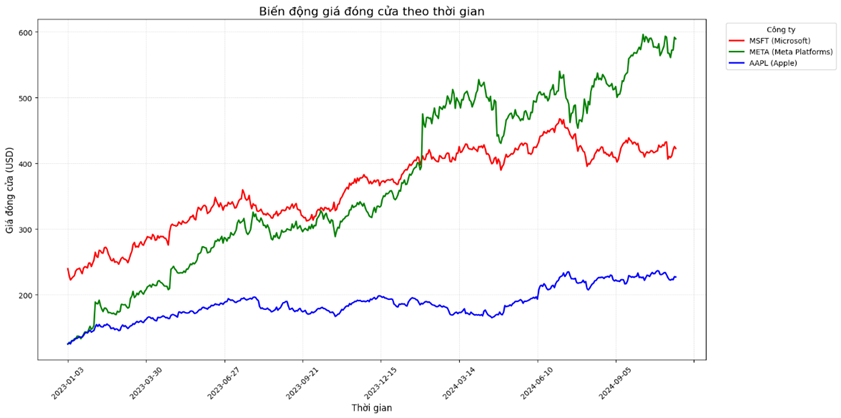 Biến động giá đóng cửa theo thời gian
Công ty
MSFT (Microsoft)
META (Meta Platforms)
AAPL (Apple)
Giá đóng cửa (USD)
600
500
400
300
200
2023-01-03
2023-03-30
2023-06-27
2023-09-21
2023-12-15
2024-03-14
2024-06-10
2024-09-05
Thời gian